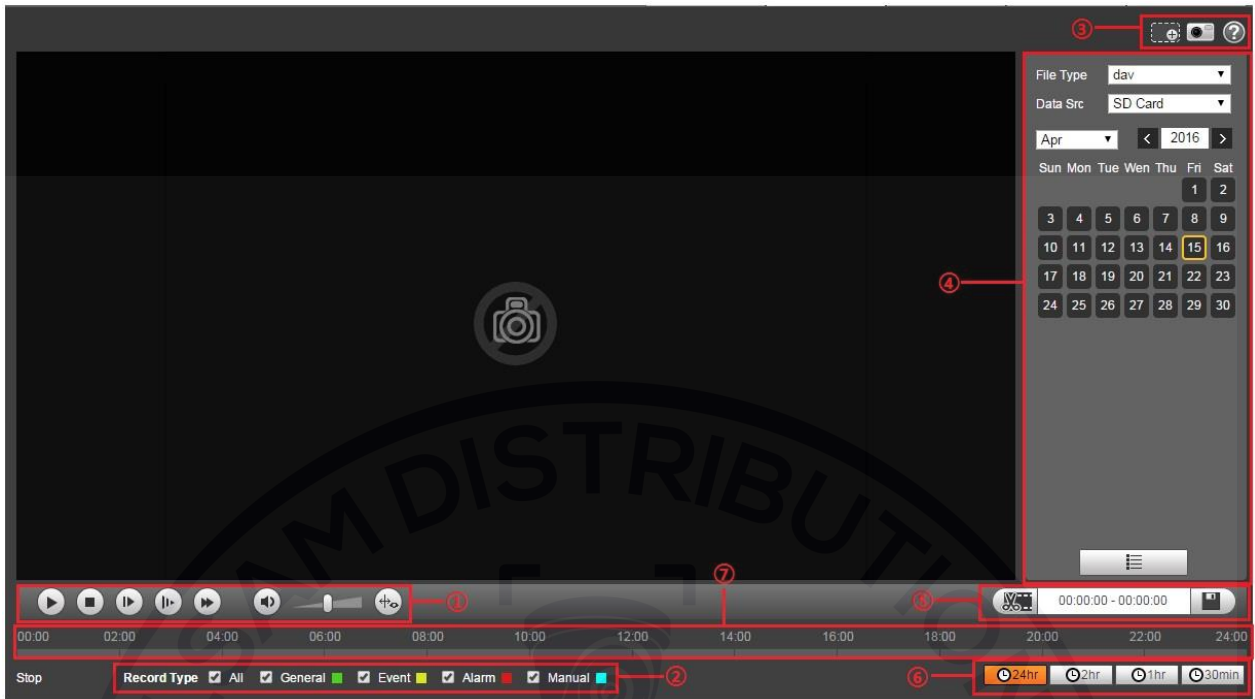 ③
File Type dav
Data Src SD Card
Apr 2016
Sun Mon Tue Wen Thu Fri Sat
1 2
3 4 5 6 7 8 9
10 11 12 13 14 15 16
④
17 18 19 20 21 22 23
24 25 26 27 28 29 30
SAM DISTRIBUTION
⑦
①
⑤
00:00:00 - 00:00:00
00:00 02:00 04:00 06:00 08:00 10:00 12:00 14:00 16:00 18:00 20:00 22:00 24:00
Stop Record Type All General Event Alarm Manual ② ⑥ 24hr 2hr 1hr 30min